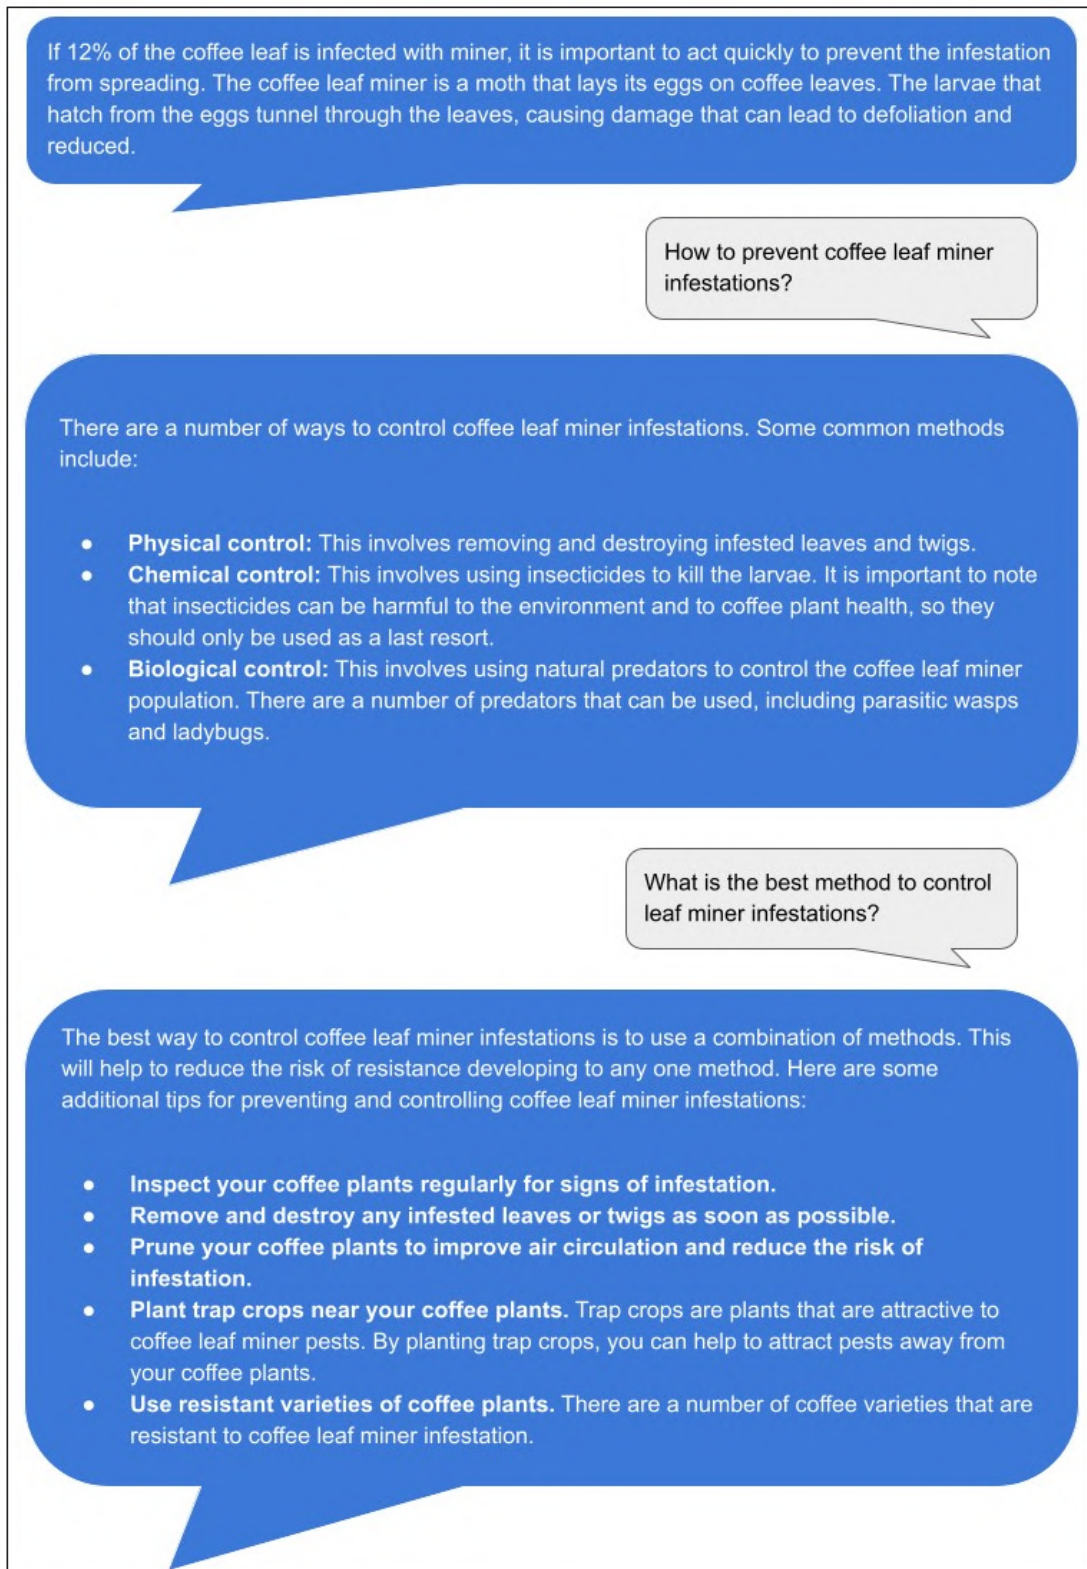 If 12% of the coffee leaf is infected with miner, it is important to act quickly to prevent the infestation
from spreading. The coffee leaf miner is a moth that lays its eggs on coffee leaves. The larvae that
hatch from the eggs tunnel through the leaves, causing damage that can lead to defoliation and
reduced.
How to prevent coffee leaf miner
infestations?
There are a number of ways to control coffee leaf miner infestations. Some common methods
include:
● Physical control: This involves removing and destroying infested leaves and twigs.
● Chemical control: This involves using insecticides to kill the larvae. It is important to note
that insecticides can be harmful to the environment and to coffee plant health, so they
should only be used as a last resort.
● Biological control: This involves using natural predators to control the coffee leaf miner
population. There are a number of predators that can be used, including parasitic wasps
and ladybugs.
What is the best method to control
leaf miner infestations?
The best way to control coffee leaf miner infestations is to use a combination of methods. This
will help to reduce the risk of resistance developing to any one method. Here are some
additional tips for preventing and controlling coffee leaf miner infestations:
● Inspect your coffee plants regularly for signs of infestation.
● Remove and destroy any infested leaves or twigs as soon as possible.
● Prune your coffee plants to improve air circulation and reduce the risk of
infestation.
● Plant trap crops near your coffee plants. Trap crops are plants that are attractive to
coffee leaf miner pests. By planting trap crops, you can help to attract pests away from
your coffee plants.
● Use resistant varieties of coffee plants. There are a number of coffee varieties that are
resistant to coffee leaf miner infestation.